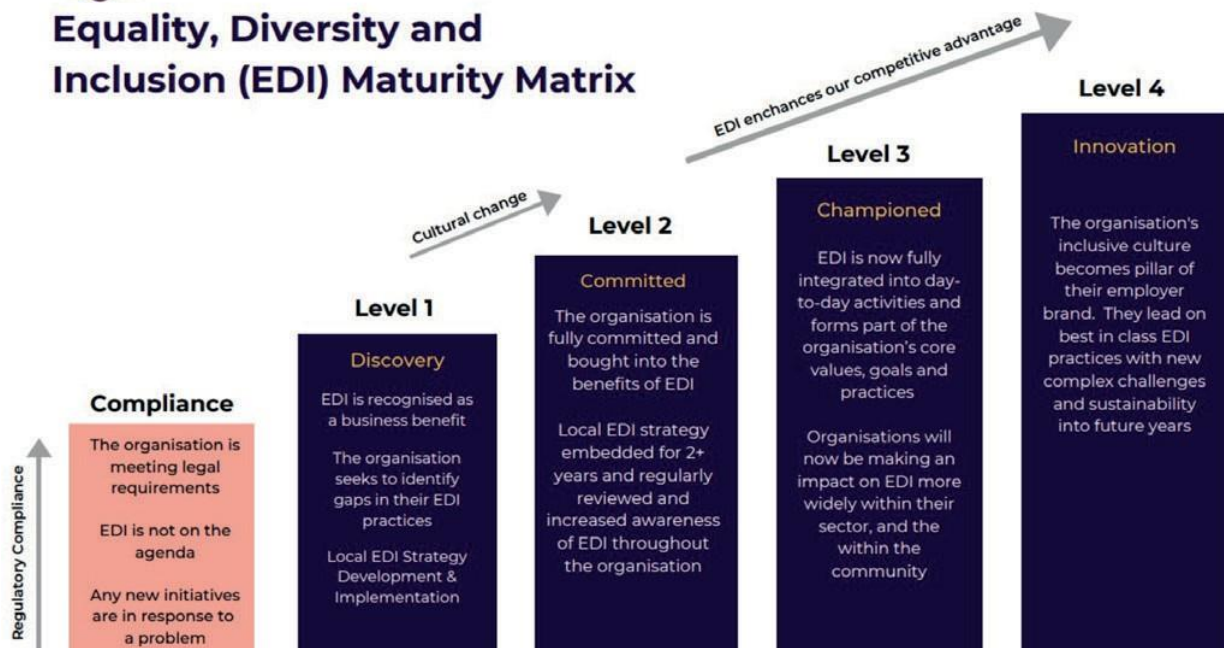 Equality, Diversity and
Inclusion (EDI) Maturity Matrix
Regulatory Compliance
Compliance
The organisation is
meeting legal
requirements
EDI is not on the
agenda
Any new initiatives
are in response to
a problem
Level 1
Discovery
EDI is recognised as
a business benefit
The organisation
seeks to identify
gaps in their EDI
practices
Local EDI Strategy
Development &
Implementation
Cultural change
Level 2
Committed
The organisation is
fully committed and
bought into the
benefits of EDI
Local EDI strategy
embedded for 2+
years and regularly
reviewed and
increased awareness
of EDI throughout
the organisation
EDI enchances our competitive advantage
Level 3
Championed
EDI is now fully
integrated into day-
to-day activities and
forms part of the
organisation's core
values, goals and
practices
Organisations will
now be making an
impact on EDI more
widely within their
sector, and the
within the
community
Level 4
Innovation
The organisation's
inclusive culture
becomes pillar of
their employer
brand. They lead on
best in class EDI
practices with new
complex challenges
and sustainability
into future years